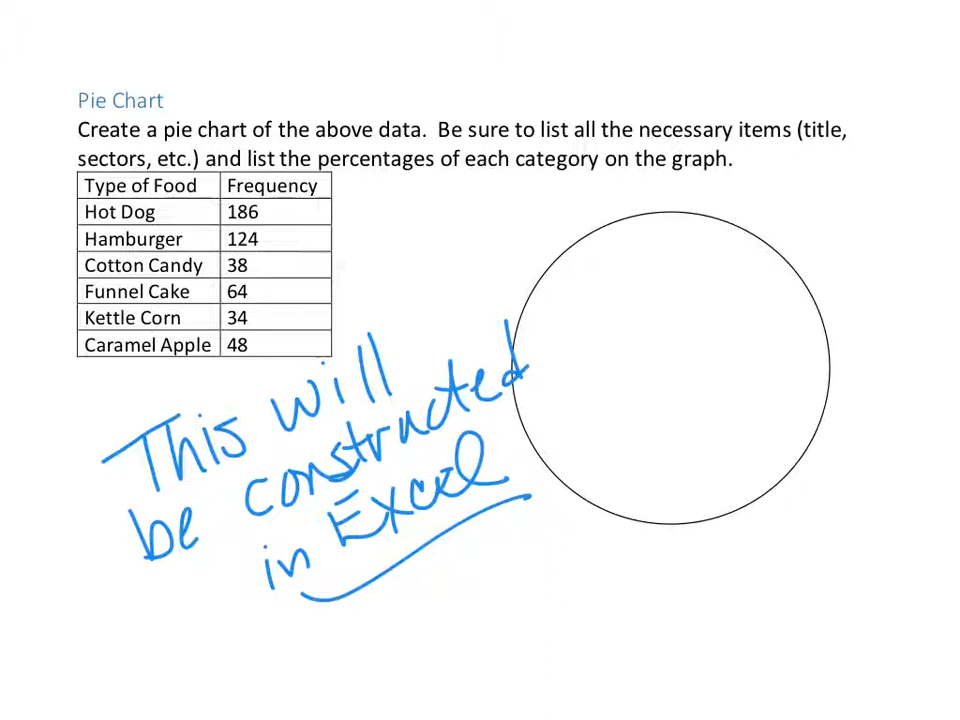 Pie Chart
Create a pie chart of the above data. Be sure to list all the necessary items (title,
sectors, etc.) and list the percentages of each category on the graph.
Type of Food Frequency
Hot Dog 186
Hamburger 124
Cotton Candy 38
Funnel Cake 64
Kettle Corn 34
Caramel Apple 48
This will
be constructed
in Excel